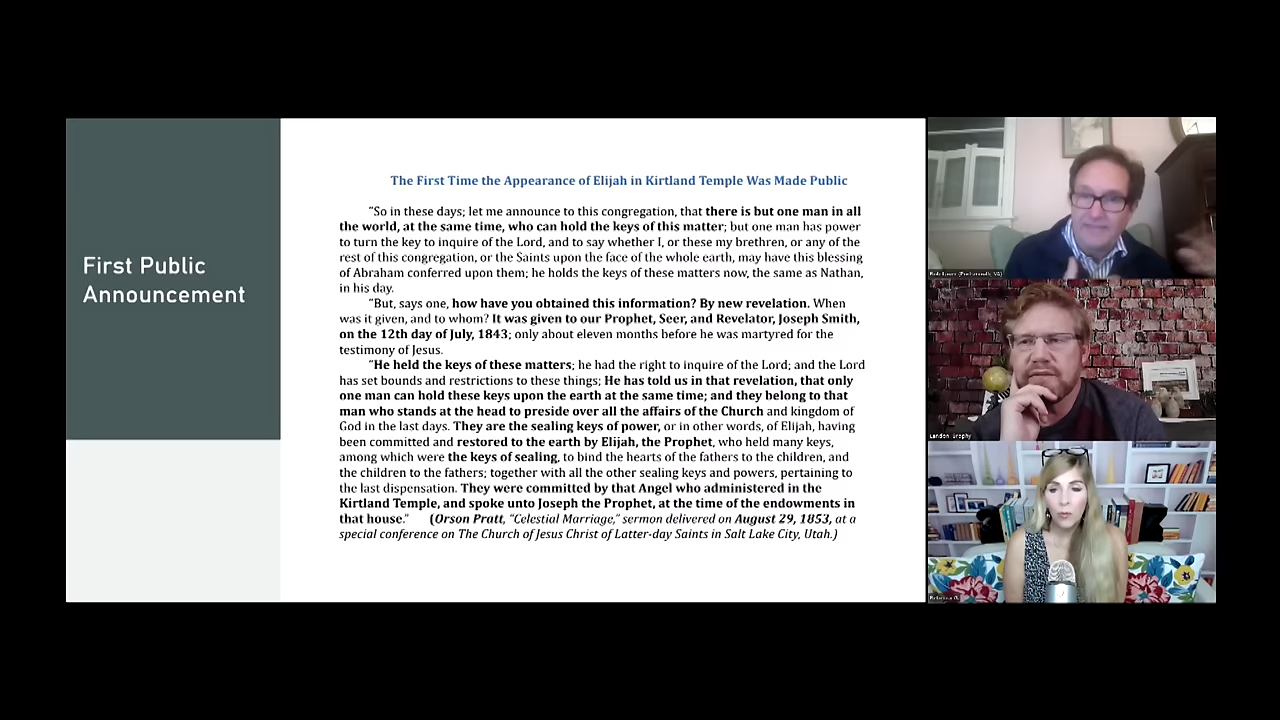 First Public
Announcement
The First Time the Appearance of Elijah in Kirtland Temple Was Made Public
“So in these days; let me announce to this congregation, that there is but one man in all
the world, at the same time, who can hold the keys of this matter; but one man has power
to turn the key to inquire of the Lord, and to say whether I, or these my brethren, or any of the
rest of this congregation, or the Saints upon the face of the whole earth, may have this blessing
of Abraham conferred upon them; he holds the keys of these matters now, the same as Nathan,
in his day.
“But, says one, how have you obtained this information? By new revelation. When
was it given, and to whom? It was given to our Prophet, Seer, and Revelator, Joseph Smith,
on the 12th day of July, 1843; only about eleven months before he was martyred for the
testimony of Jesus.
“He held the keys of these matters; he had the right to inquire of the Lord; and the Lord
has set bounds and restrictions to these things; He has told us in that revelation, that only
one man can hold these keys upon the earth at the same time; and they belong to that
man who stands at the head to preside over all the affairs of the Church and kingdom of
God in the last days. They are the sealing keys of power, or in other words, of Elijah, having
been committed and restored to the earth by Elijah, the Prophet, who held many keys,
among which were the keys of sealing, to bind the hearts of the fathers to the children, and
the children to the fathers; together with all the other sealing keys and powers, pertaining to
the last dispensation. They were committed by that Angel who administered in the
Kirtland Temple, and spoke unto Joseph the Prophet, at the time of the endowments in
that house.” (Orson Pratt, “Celestial Marriage,” sermon delivered on August 29, 1853, at a
special conference on The Church of Jesus Christ of Latter-day Saints in Salt Lake City, Utah.)
Landon Brophy